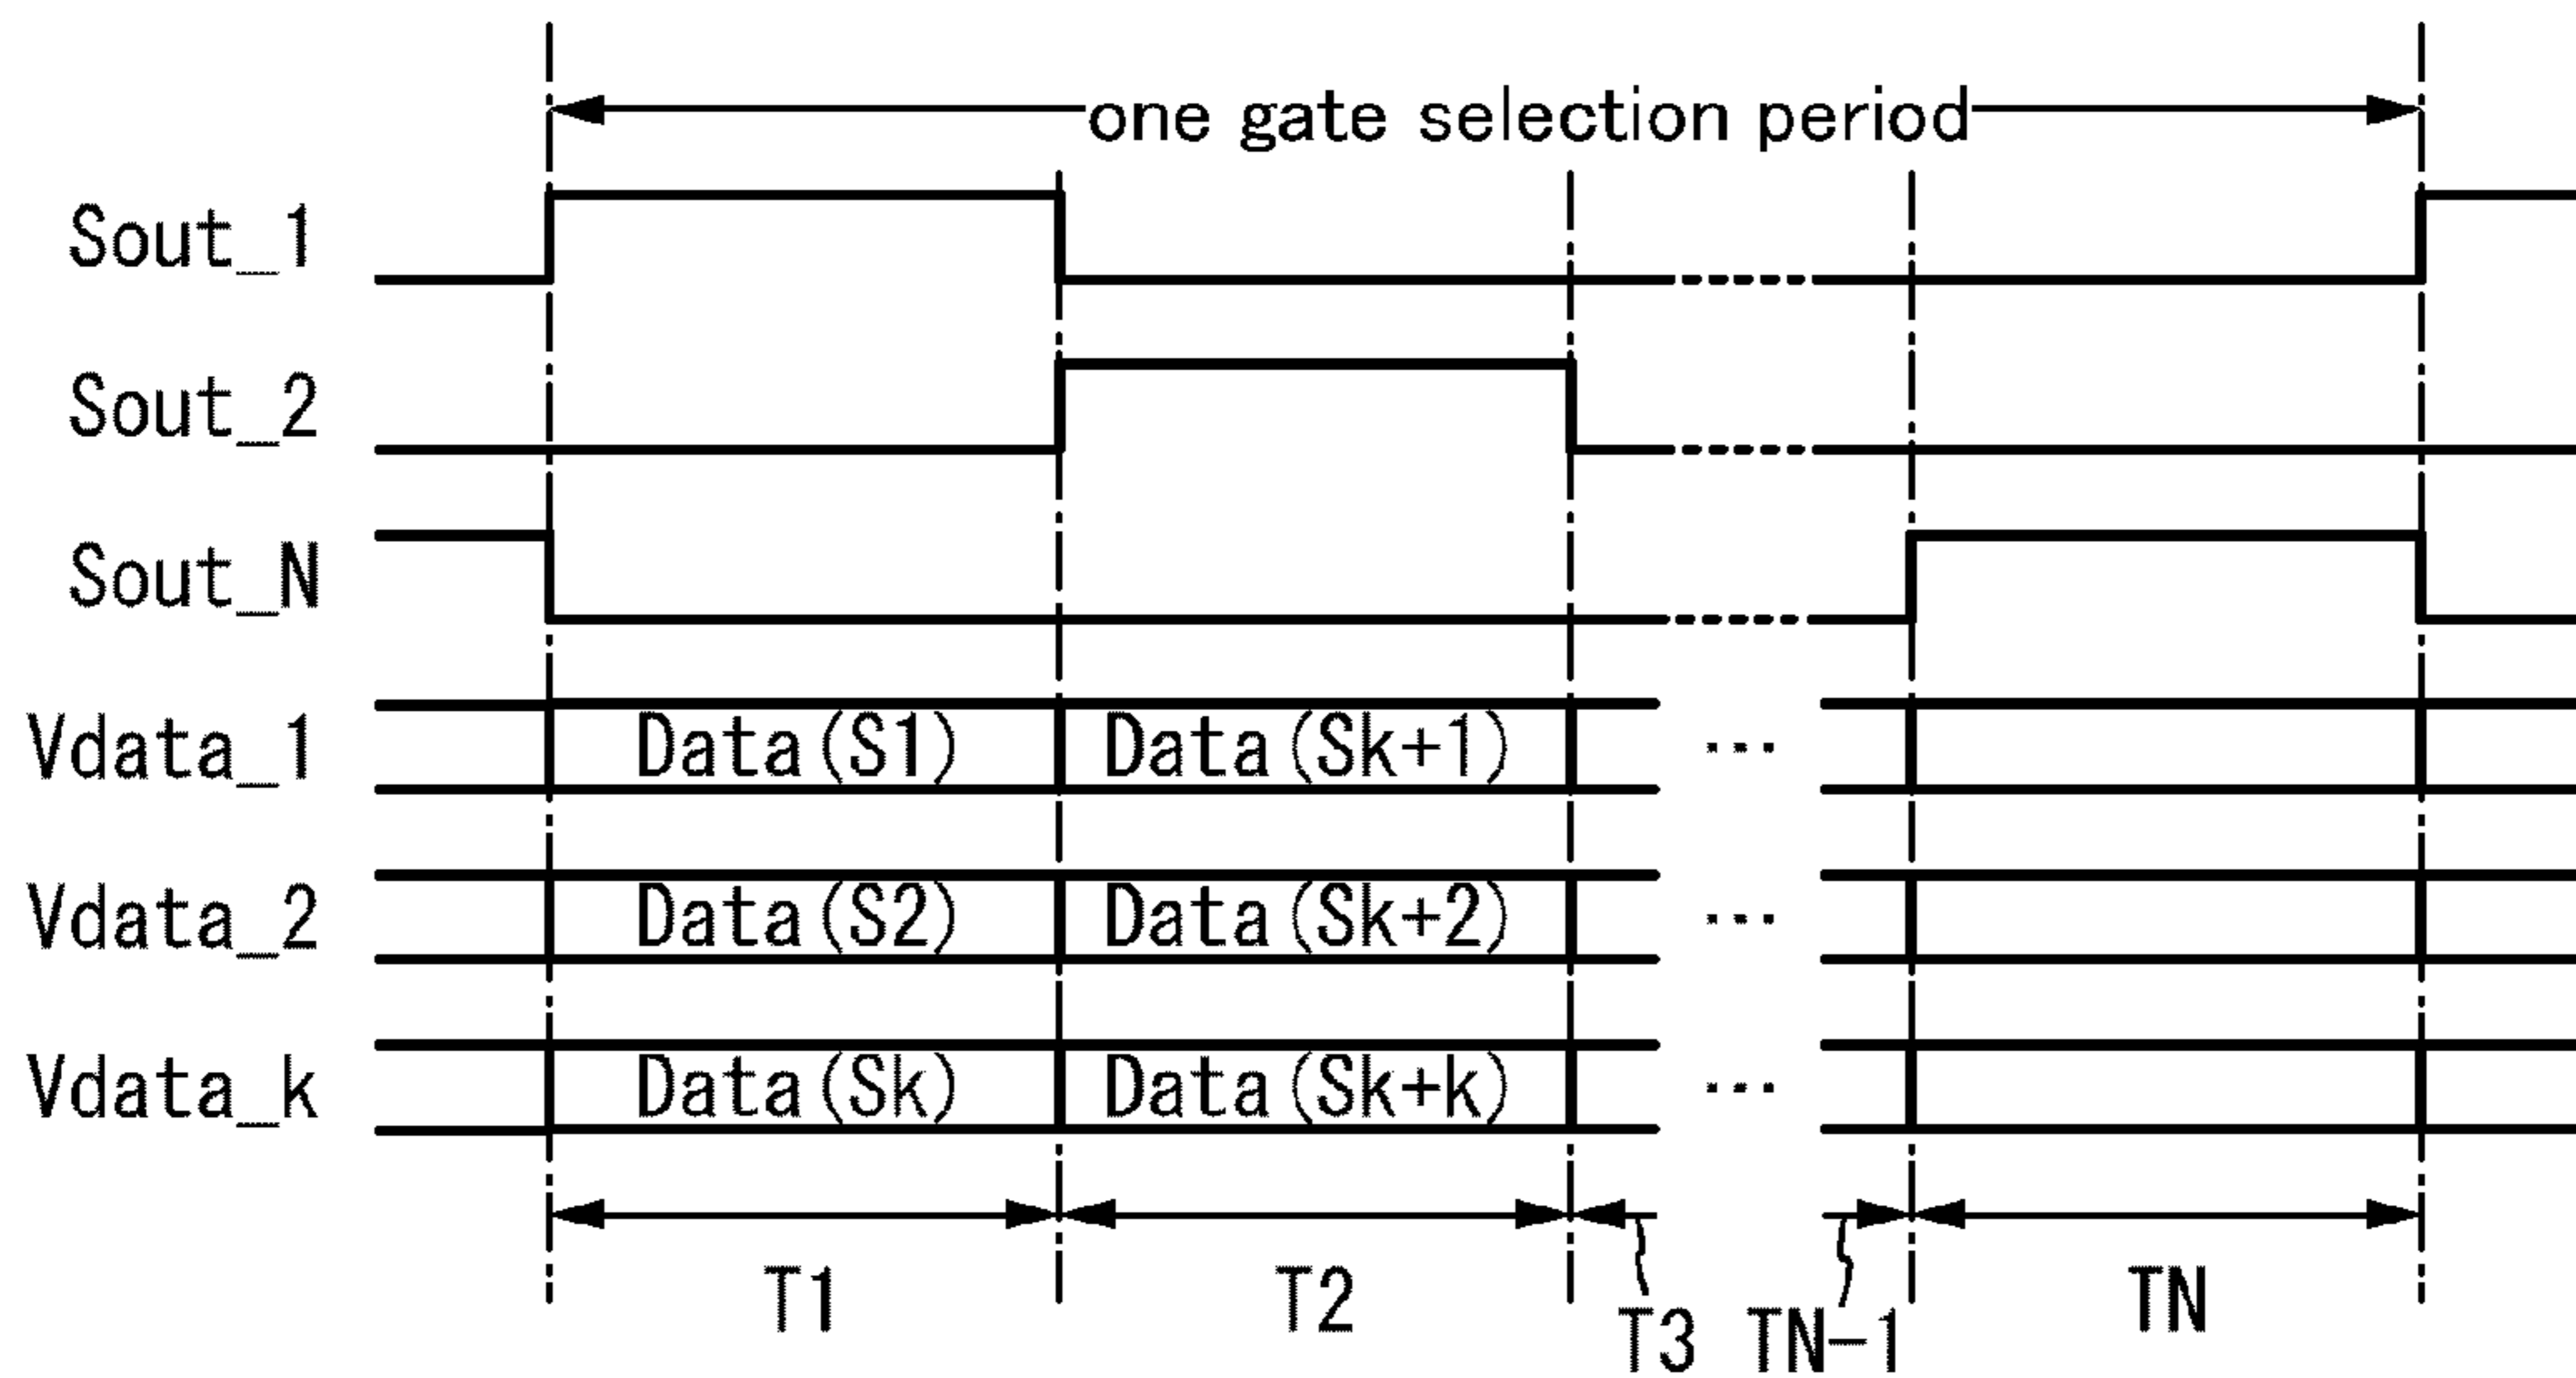 one gate selection period
Sout_1
Sout_2
Sout_N
Vdata_1 Data(S1) Data(Sk+1) ...
Vdata_2 Data(S2) Data(Sk+2) ...
Vdata_k Data(Sk) Data(Sk+k) ...
T1 T2 TN
T3 TN-1